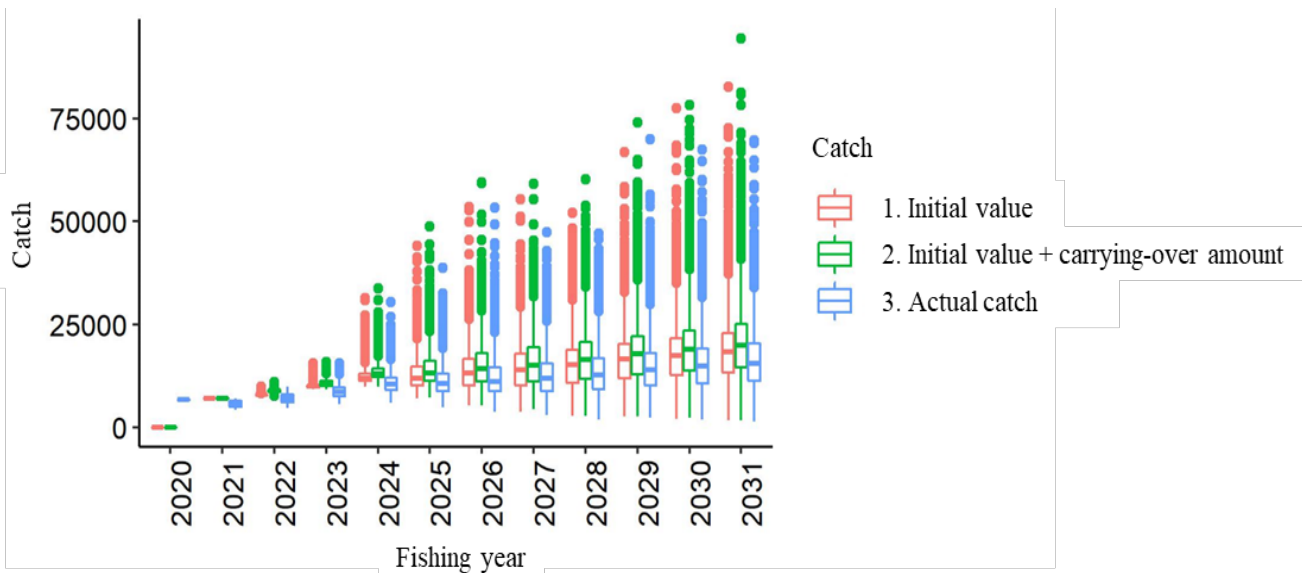 75000
50000
25000
0
Catch
2020
2021
2022
2023
2024
2025
2026
2027
2028
2029
2030
2031
Fishing year
Catch
1. Initial value
2. Initial value + carrying-over amount
3. Actual catch